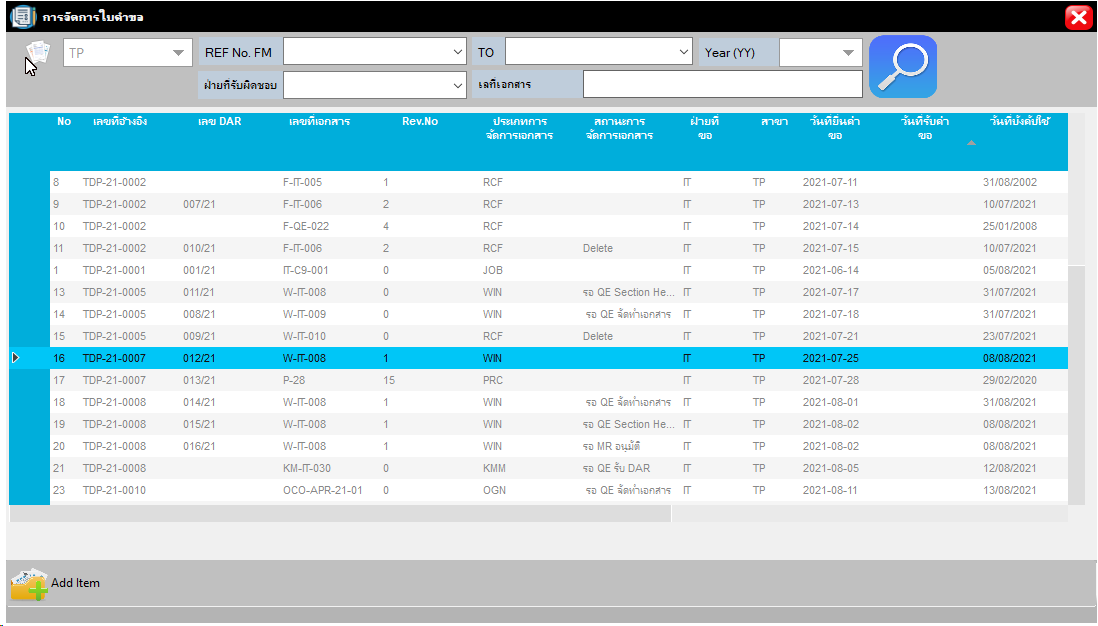 การจัดการใบคำขอ
TP REF No. FM TO Year (YY)
ฝ่ายที่รับผิดชอบ เลที่เอกสาร
No เลขที่อ้างอิง เลข DAR เลขที่เอกสาร Rev.No ประเภทการ สถานะการ ฝ่ายที่ สาขา วันที่ยื่นคำ วันที่รับคำ วันที่บังคับใช้
จัดการเอกสาร จัดการเอกสาร ขอ ขอ ขอ
8 TDP-21-0002 F-IT-005 1 RCF IT TP 2021-07-11 31/08/2002
9 TDP-21-0002 007/21 F-IT-006 2 RCF IT TP 2021-07-13 10/07/2021
10 TDP-21-0002 F-QE-022 4 RCF IT TP 2021-07-14 25/01/2008
11 TDP-21-0002 010/21 F-IT-006 2 RCF Delete IT TP 2021-07-15 10/07/2021
1 TDP-21-0001 001/21 IT-C9-001 0 JOB IT TP 2021-06-14 05/08/2021
13 TDP-21-0005 011/21 W-IT-008 0 WIN รอ QE Section He... IT TP 2021-07-17 31/07/2021
14 TDP-21-0005 008/21 W-IT-009 0 WIN รอ QE จัดทำเอกสาร IT TP 2021-07-18 31/07/2021
15 TDP-21-0005 009/21 W-IT-010 0 RCF Delete IT TP 2021-07-21 23/07/2021
16 TDP-21-0007 012/21 W-IT-008 1 WIN IT TP 2021-07-25 08/08/2021
17 TDP-21-0007 013/21 P-28 15 PRC IT TP 2021-07-28 29/02/2020
18 TDP-21-0008 014/21 W-IT-008 1 WIN รอ QE จัดทำเอกสาร IT TP 2021-08-01 31/08/2021
19 TDP-21-0008 015/21 W-IT-008 1 WIN รอ QE Section He... IT TP 2021-08-02 08/08/2021
20 TDP-21-0008 016/21 W-IT-008 1 WIN รอ MR อนุมัติ IT TP 2021-08-02 08/08/2021
21 TDP-21-0008 KM-IT-030 0 KMM รอ QE รับ DAR IT TP 2021-08-05 12/08/2021
23 TDP-21-0010 OCO-APR-21-01 0 OGN รอ QE จัดทำเอกสาร IT TP 2021-08-11 13/08/2021
Add Item